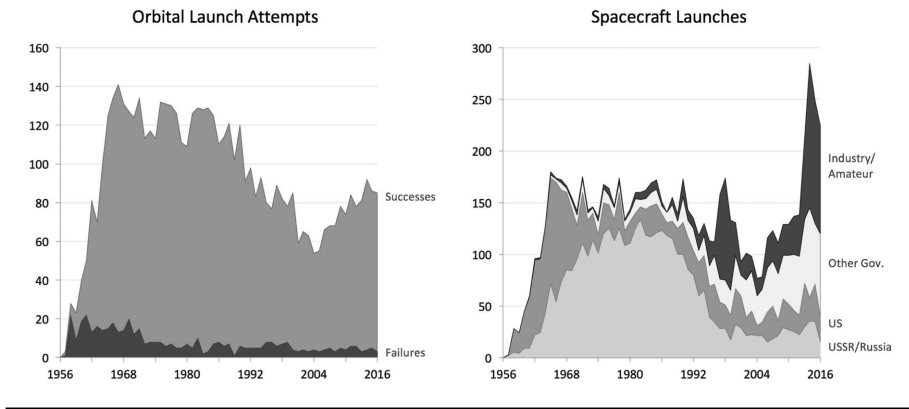 Orbital Launch Attempts
160
140
120
100
80
60
40
20
0
1956 1968 1980 1992 2004 2016
Successes
Failures
Spacecraft Launches
300
250
200
150
100
50
0
1956 1968 1980 1992 2004 2016
Industry/
Amateur
Other Gov.
US
USSR/Russia